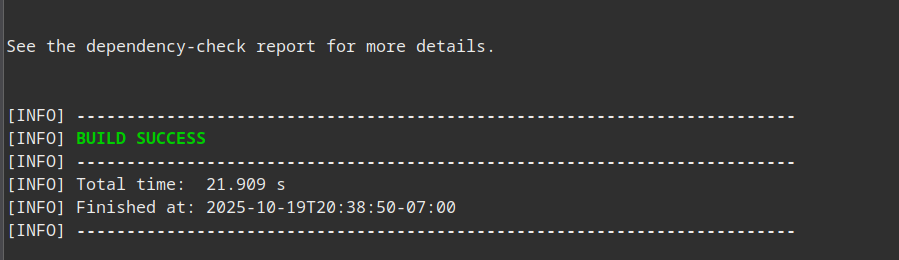 See the dependency-check report for more details.
[INFO] ------------------------------------------------------------------------
[INFO] BUILD SUCCESS
[INFO] ------------------------------------------------------------------------
[INFO] Total time:  21.909 s
[INFO] Finished at: 2025-10-19T20:38:50-07:00
[INFO] ------------------------------------------------------------------------